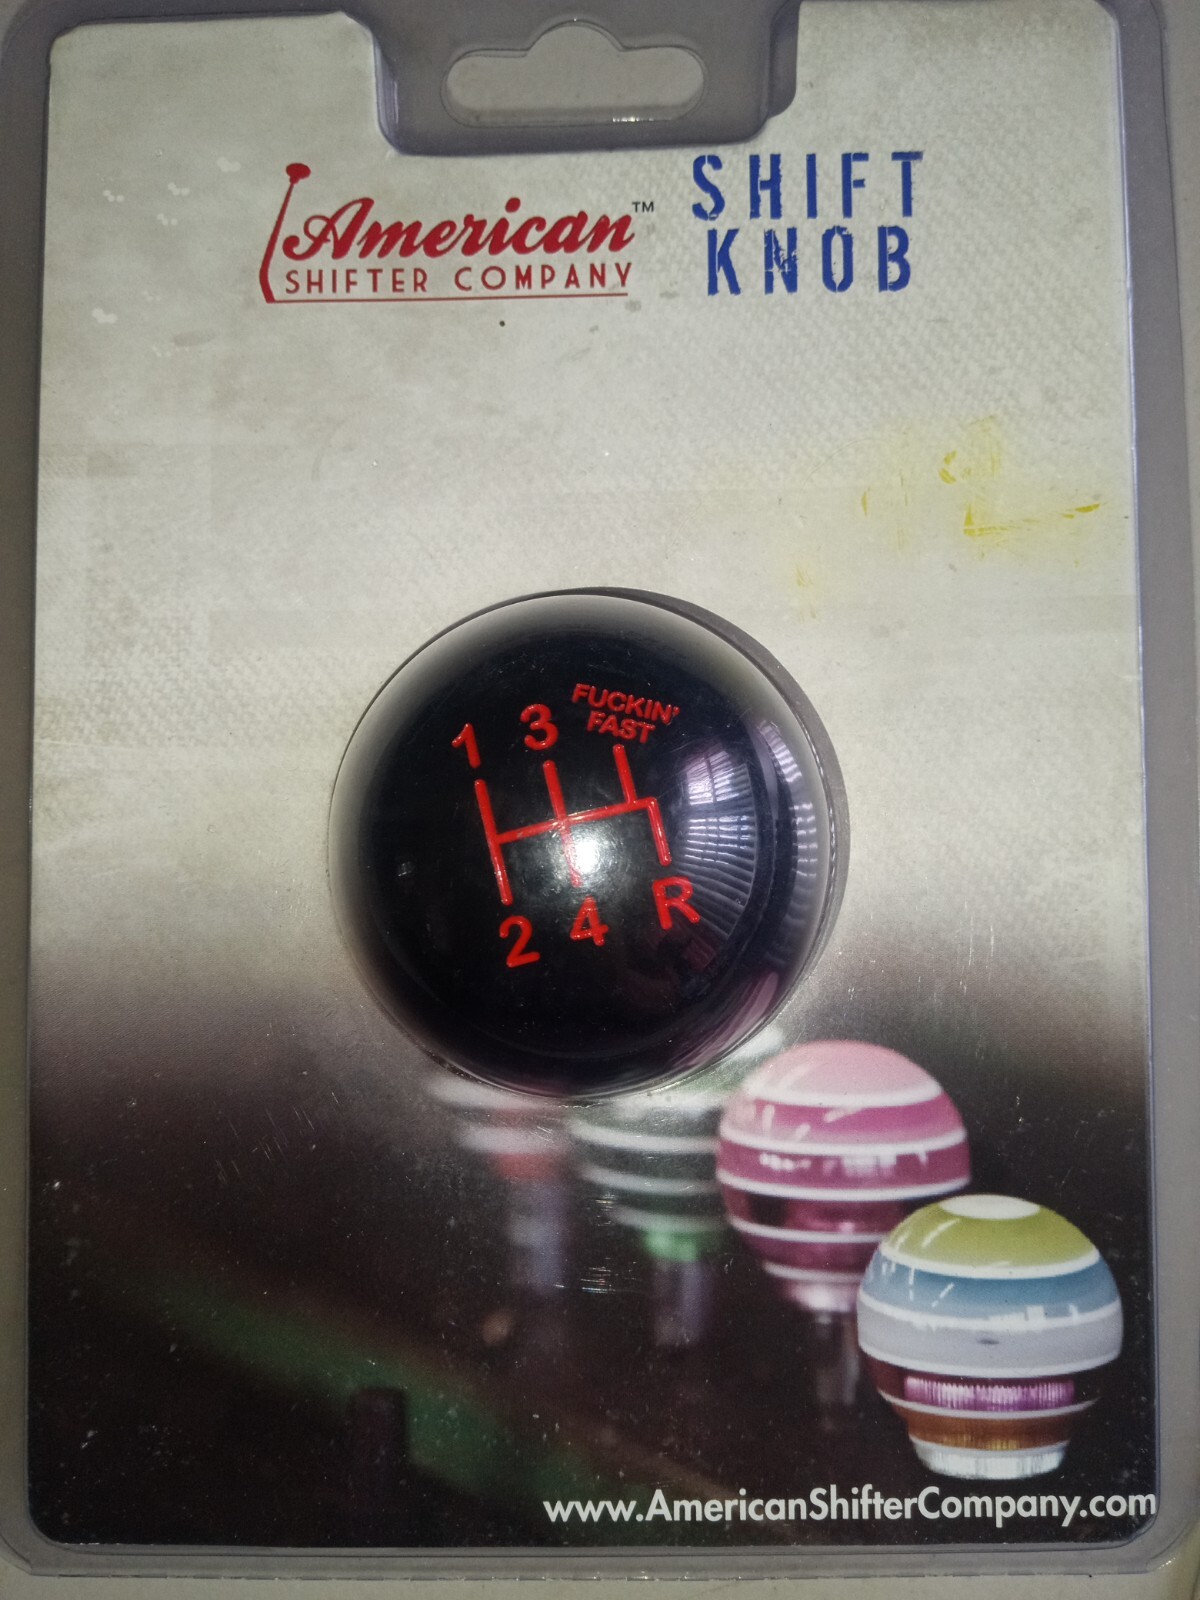 American™
SHIFTER COMPANY
SHIFT
KNOB
FUCKIN'
FAST
1 3
2 4 R
www.AmericanShifterCompany.com